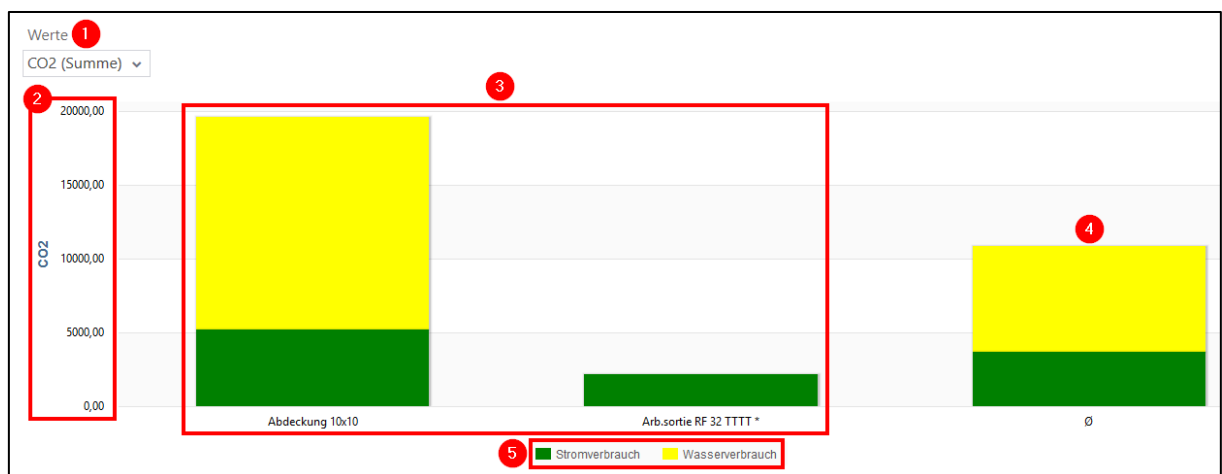 Werte 1
CO2 (Summe)
2
3
20000,00
15000,00
4
CO2
10000,00
5000,00
0,00
Abdeckung 10x10
Arb.sortie RF 32 TTTT *
Ø
5
Stromverbrauch
Wasserverbrauch